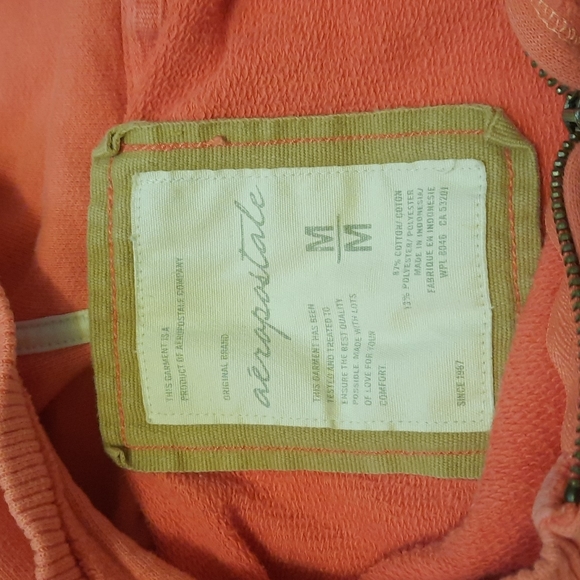 THIS GARMENT IS A
PRODUCT OF AEROPOSTALE COMPANY
ORIGINAL BRAND
aéropostale
THIS GARMENT HAS BEEN
TESTED AND TREATED TO
ENSURE THE BEST QUALITY
POSSIBLE. MADE WITH LOTS
OF LOVE FOR YOUR
COMFORT
M
M
87% COTTON/ COTON
13% POLYESTER/ POLYESTER
MADE IN INDONESIA/
FABRIQUE EN INDONESIE
WPL 8046 CA 53201
SINCE 1987